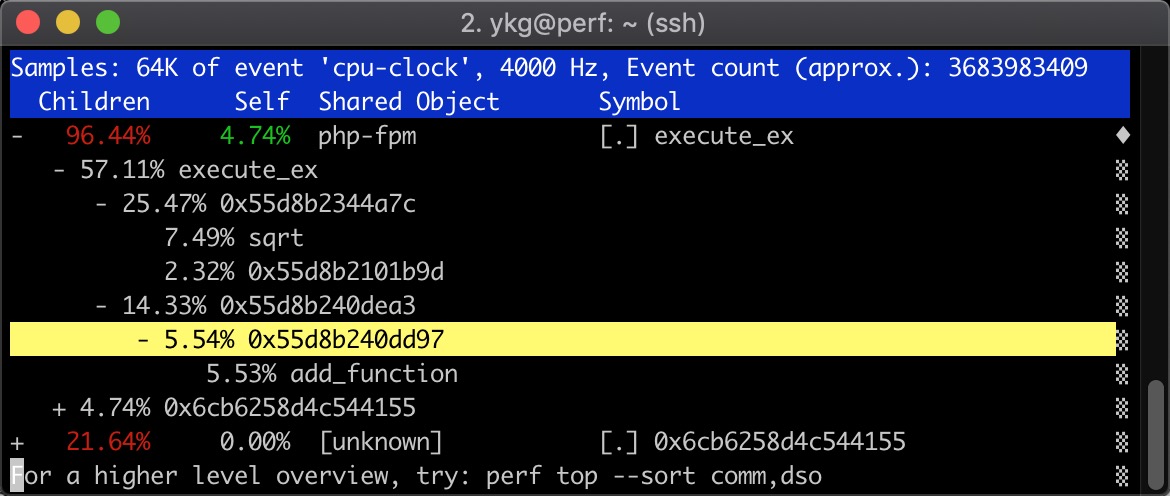 2. ykg@perf: ~ (ssh)
Samples: 64K of event 'cpu-clock', 4000 Hz, Event count (approx.): 3683983409
Children Self Shared Object Symbol
- 96.44% 4.74% php-fpm [.] execute_ex
- 57.11% execute_ex
- 25.47% 0x55d8b2344a7c
7.49% sqrt
2.32% 0x55d8b2101b9d
- 14.33% 0x55d8b240dea3
- 5.54% 0x55d8b240dd97
5.53% add_function
+ 4.74% 0x6cb6258d4c544155
+ 21.64% 0.00% [unknown] [.] 0x6cb6258d4c544155
For a higher level overview, try: perf top --sort comm,dso